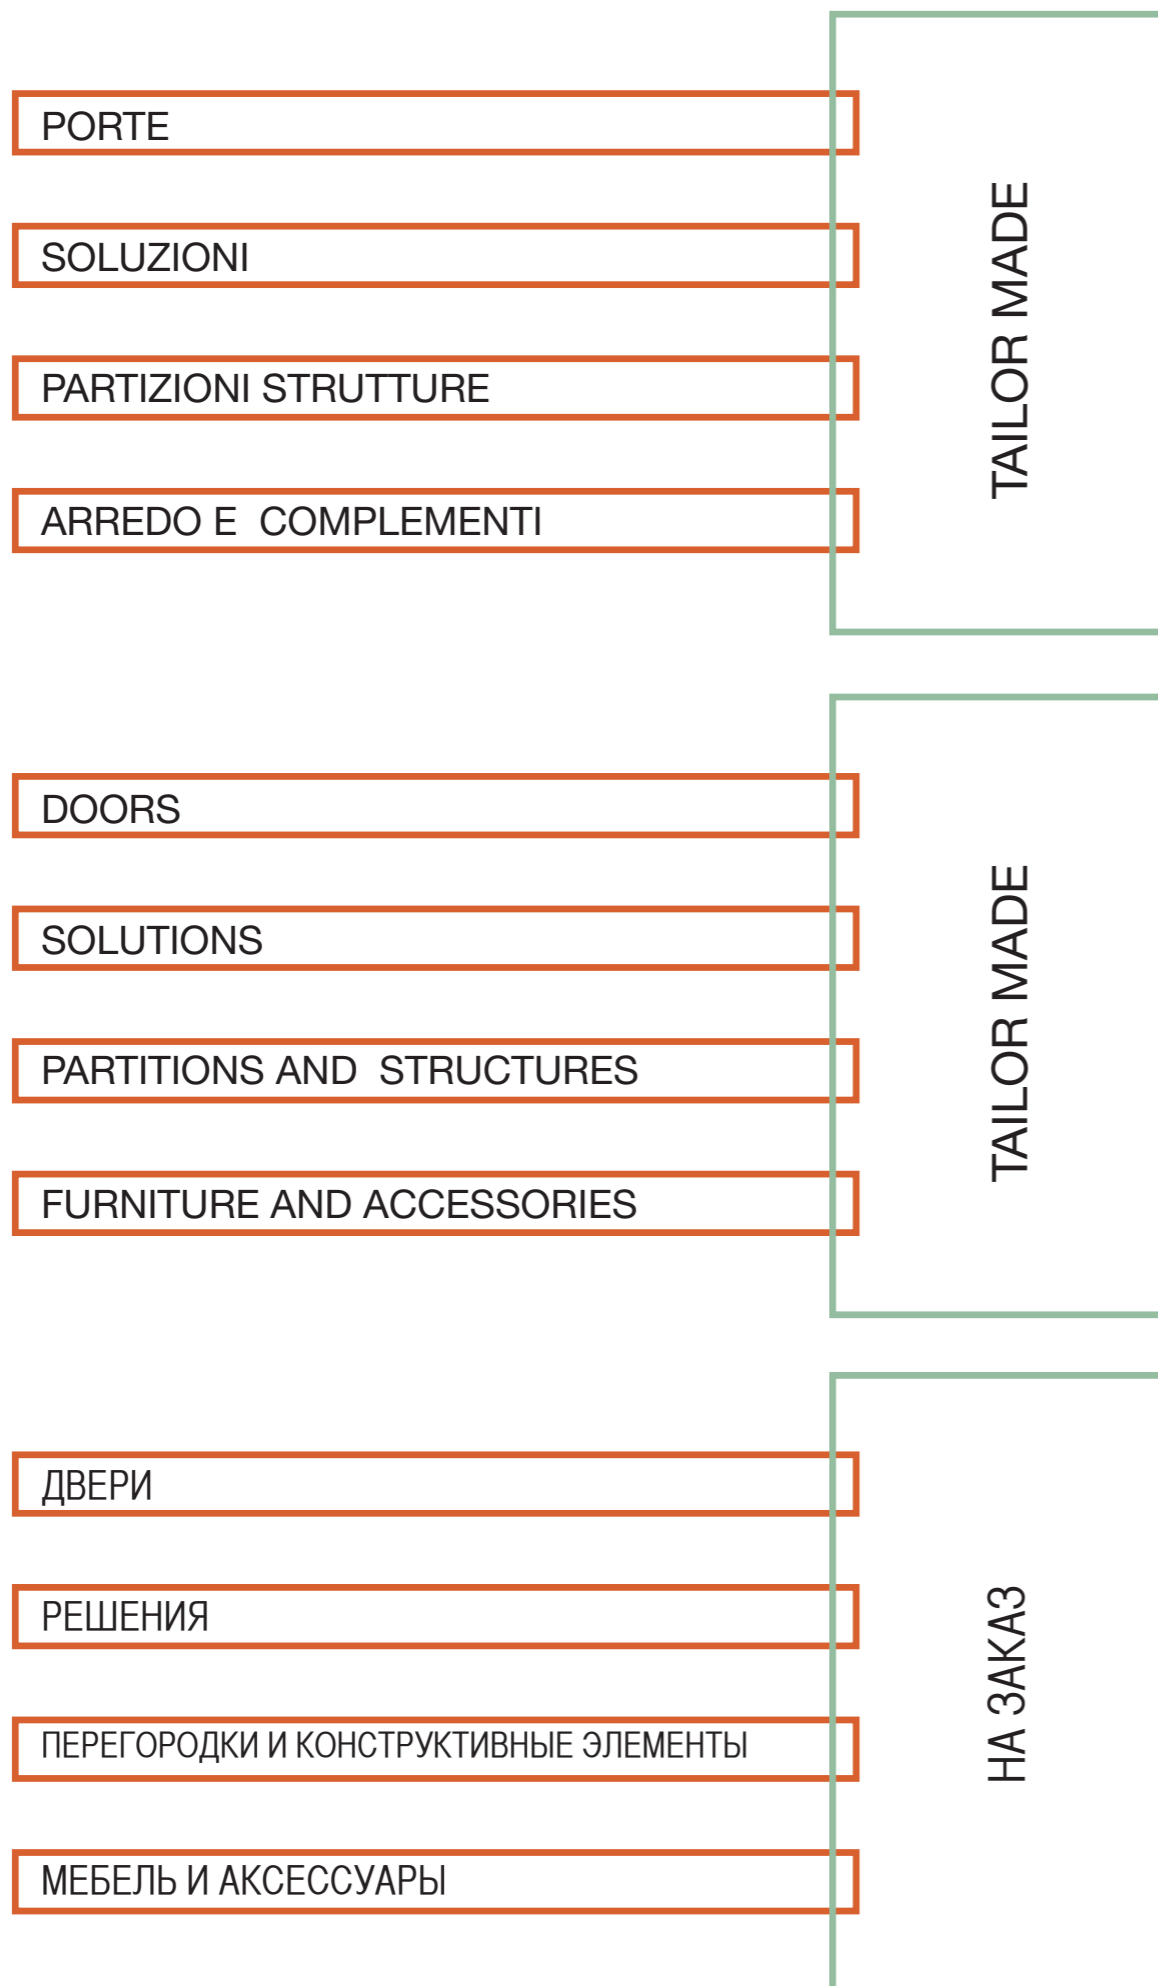 PORTE
SOLUZIONI
PARTIZIONI STRUTTURE
ARREDO E  COMPLEMENTI
TAILOR MADE
DOORS
SOLUTIONS
PARTITIONS AND  STRUCTURES
FURNITURE AND ACCESSORIES
TAILOR MADE
ДВЕРИ
РЕШЕНИЯ
ПЕРЕГОРОДКИ И КОНСТРУКТИВНЫЕ ЭЛЕМЕНТЫ
МЕБЕЛЬ И АКСЕССУАРЫ
НА ЗАКАЗ